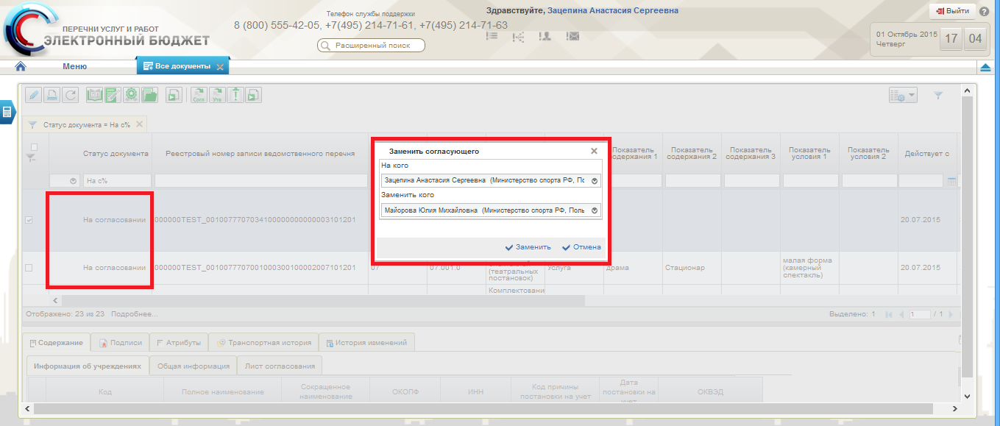 Телефон службы поддержки
8 (800) 555-42-05, +7(495) 214-71-61, +7(495) 214-71-63
Расширенный поиск
Здравствуйте, Зацепина Анастасия Сергеевна
Выйти
ПЕРЕЧНИ УСЛУГ И РАБОТ
ЭЛЕКТРОННЫЙ БЮДЖЕТ
01 Октябрь 2015
Четверг
17 04
Меню
Все документы
Согл
Утв
Статус документа = На с%
Статус документа
Реестровый номер записи ведомственного перечня
Показатель содержания 1
Показатель содержания 2
Показатель содержания 3
Показатель условия 1
Показатель условия 2
Действует с
На с%
Заменить согласующего
На кого
Зацепина Анастасия Сергеевна (Министерство спорта РФ, Пс
Заменить кого
Майорова Юлия Михайловна (Министерство спорта РФ, Поль
Заменить
Отмена
На согласовании
000000TEST_001007770703410000000000003101201
20.07.2015
На согласовании
000000TEST_001007770700100030010000200710​1201
07
07.001.0
(театральных
постановок)
услуга
драма
Стационар
малая форма
(камерный
спектакль)
20.07.2015
Комплектовани
Отображено: 23 из 23 Подробнее...
Выделено: 1
1 / 1
Содержание
Подписи
Атрибуты
Транспортная история
История изменений
Информация об учреждениях
Общая информация
Лист согласования
Код
Полное наименование
Сокращенное наименование
ОКОПФ
ИНН
Код причины постановки на учет
Дата постановки на учет
ОКВЭД